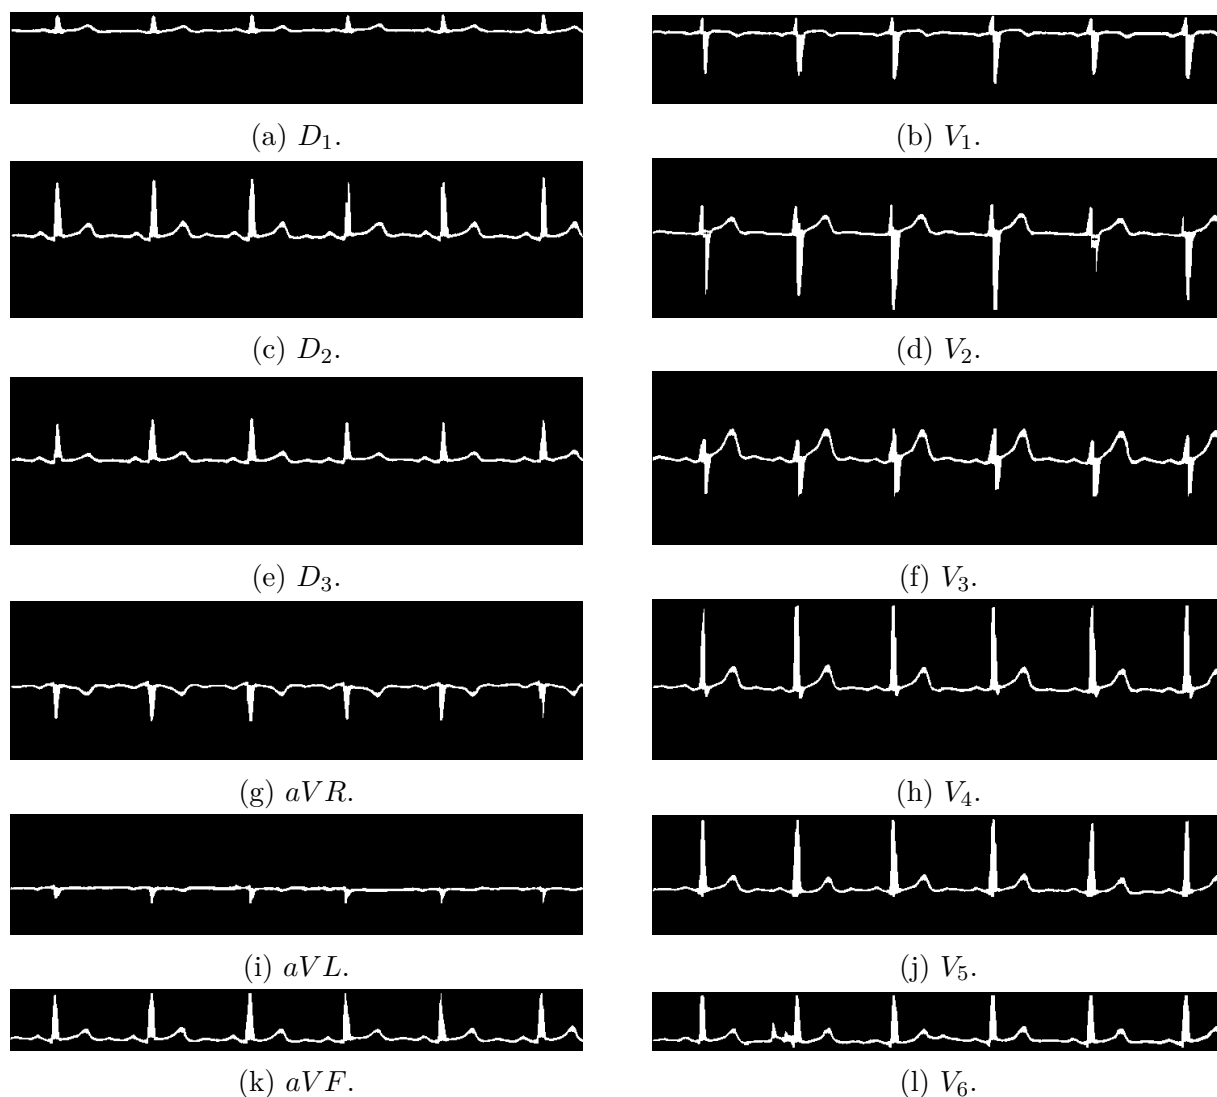 (a) D₁.
(b) V₁.
(c) D₂.
(d) V₂.
(e) D₃.
(f) V₃.
(g) aVR.
(h) V₄.
(i) aVL.
(j) V₅.
(k) aVF.
(l) V₆.